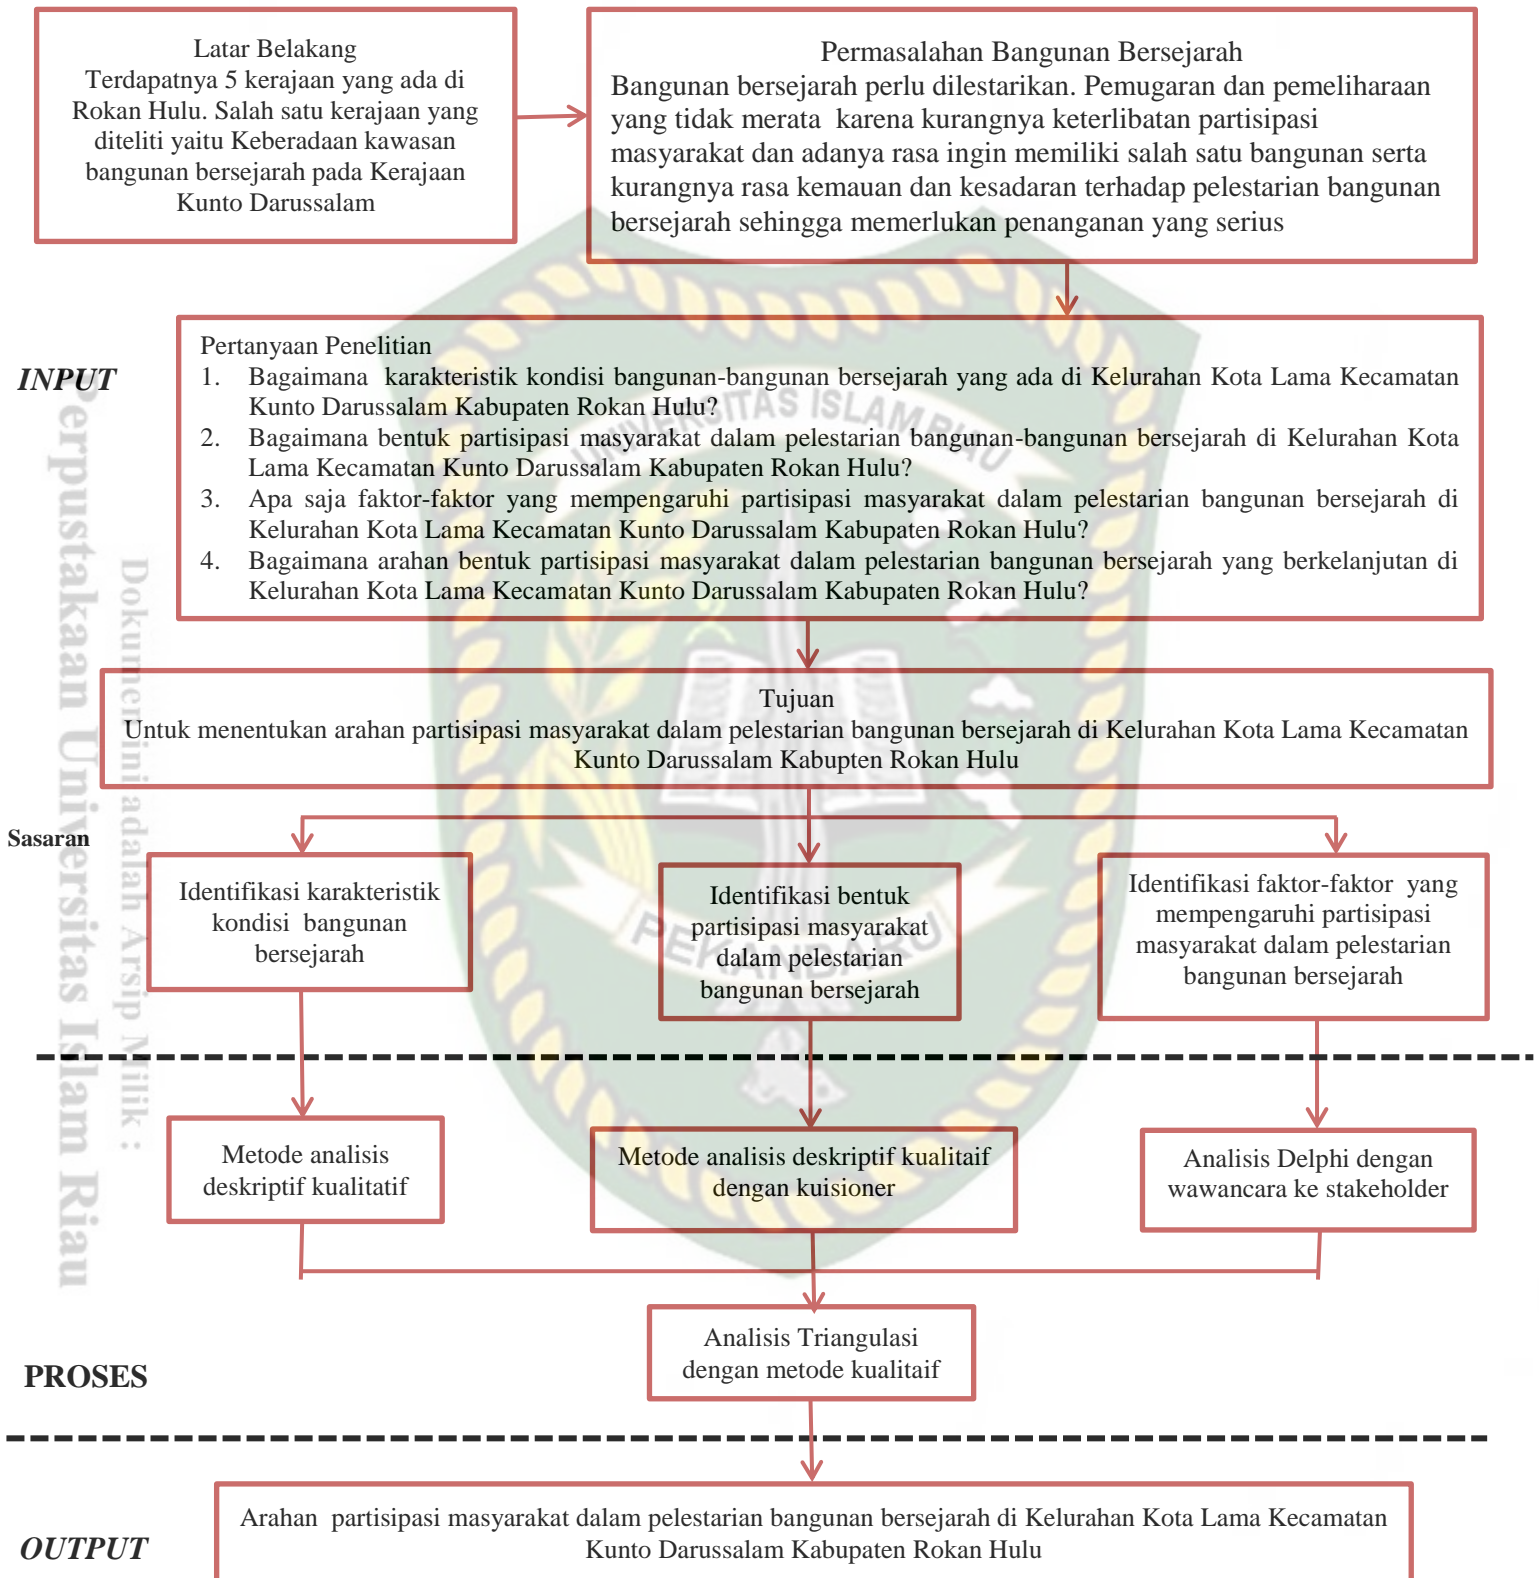 Latar Belakang
Terdapatnya 5 kerajaan yang ada di
Rokan Hulu. Salah satu kerajaan yang
diteliti yaitu Keberadaan kawasan
bangunan bersejarah pada Kerajaan
Kunto Darussalam
Permasalahan Bangunan Bersejarah
Bangunan bersejarah perlu dilestarikan. Pemugaran dan pemeliharaan
yang tidak merata karena kurangnya keterlibatan partisipasi
masyarakat dan adanya rasa ingin memiliki salah satu bangunan serta
kurangnya rasa kemauan dan kesadaran terhadap pelestarian bangunan
bersejarah sehingga memerlukan penanganan yang serius
INPUT
Pertanyaan Penelitian
1. Bagaimana karakteristik kondisi bangunan-bangunan bersejarah yang ada di Kelurahan Kota Lama Kecamatan
Kunto Darussalam Kabupaten Rokan Hulu?
2. Bagaimana bentuk partisipasi masyarakat dalam pelestarian bangunan-bangunan bersejarah di Kelurahan Kota
Lama Kecamatan Kunto Darussalam Kabupaten Rokan Hulu?
3. Apa saja faktor-faktor yang mempengaruhi partisipasi masyarakat dalam pelestarian bangunan bersejarah di
Kelurahan Kota Lama Kecamatan Kunto Darussalam Kabupaten Rokan Hulu?
4. Bagaimana arahan bentuk partisipasi masyarakat dalam pelestarian bangunan bersejarah yang berkelanjutan di
Kelurahan Kota Lama Kecamatan Kunto Darussalam Kabupaten Rokan Hulu?
Tujuan
Untuk menentukan arahan partisipasi masyarakat dalam pelestarian bangunan bersejarah di Kelurahan Kota Lama Kecamatan
Kunto Darussalam Kabupten Rokan Hulu
Sasaran
Identifikasi karakteristik
kondisi bangunan
bersejarah
Identifikasi bentuk
partisipasi masyarakat
dalam pelestarian
bangunan bersejarah
Identifikasi faktor-faktor yang
mempengaruhi partisipasi
masyarakat dalam pelestarian
bangunan bersejarah
Metode analisis
deskriptif kualitatif
Metode analisis deskriptif kualitaif
dengan kuisioner
Analisis Delphi dengan
wawancara ke stakeholder
Analisis Triangulasi
dengan metode kualitaif
PROSES
OUTPUT
Arahan partisipasi masyarakat dalam pelestarian bangunan bersejarah di Kelurahan Kota Lama Kecamatan
Kunto Darussalam Kabupaten Rokan Hulu
UNIVERSITAS ISLAM RIAU
PEKANBARU
Dokumen ini adalah Arsip Milik :
Perpustakaan Universitas Islam Riau